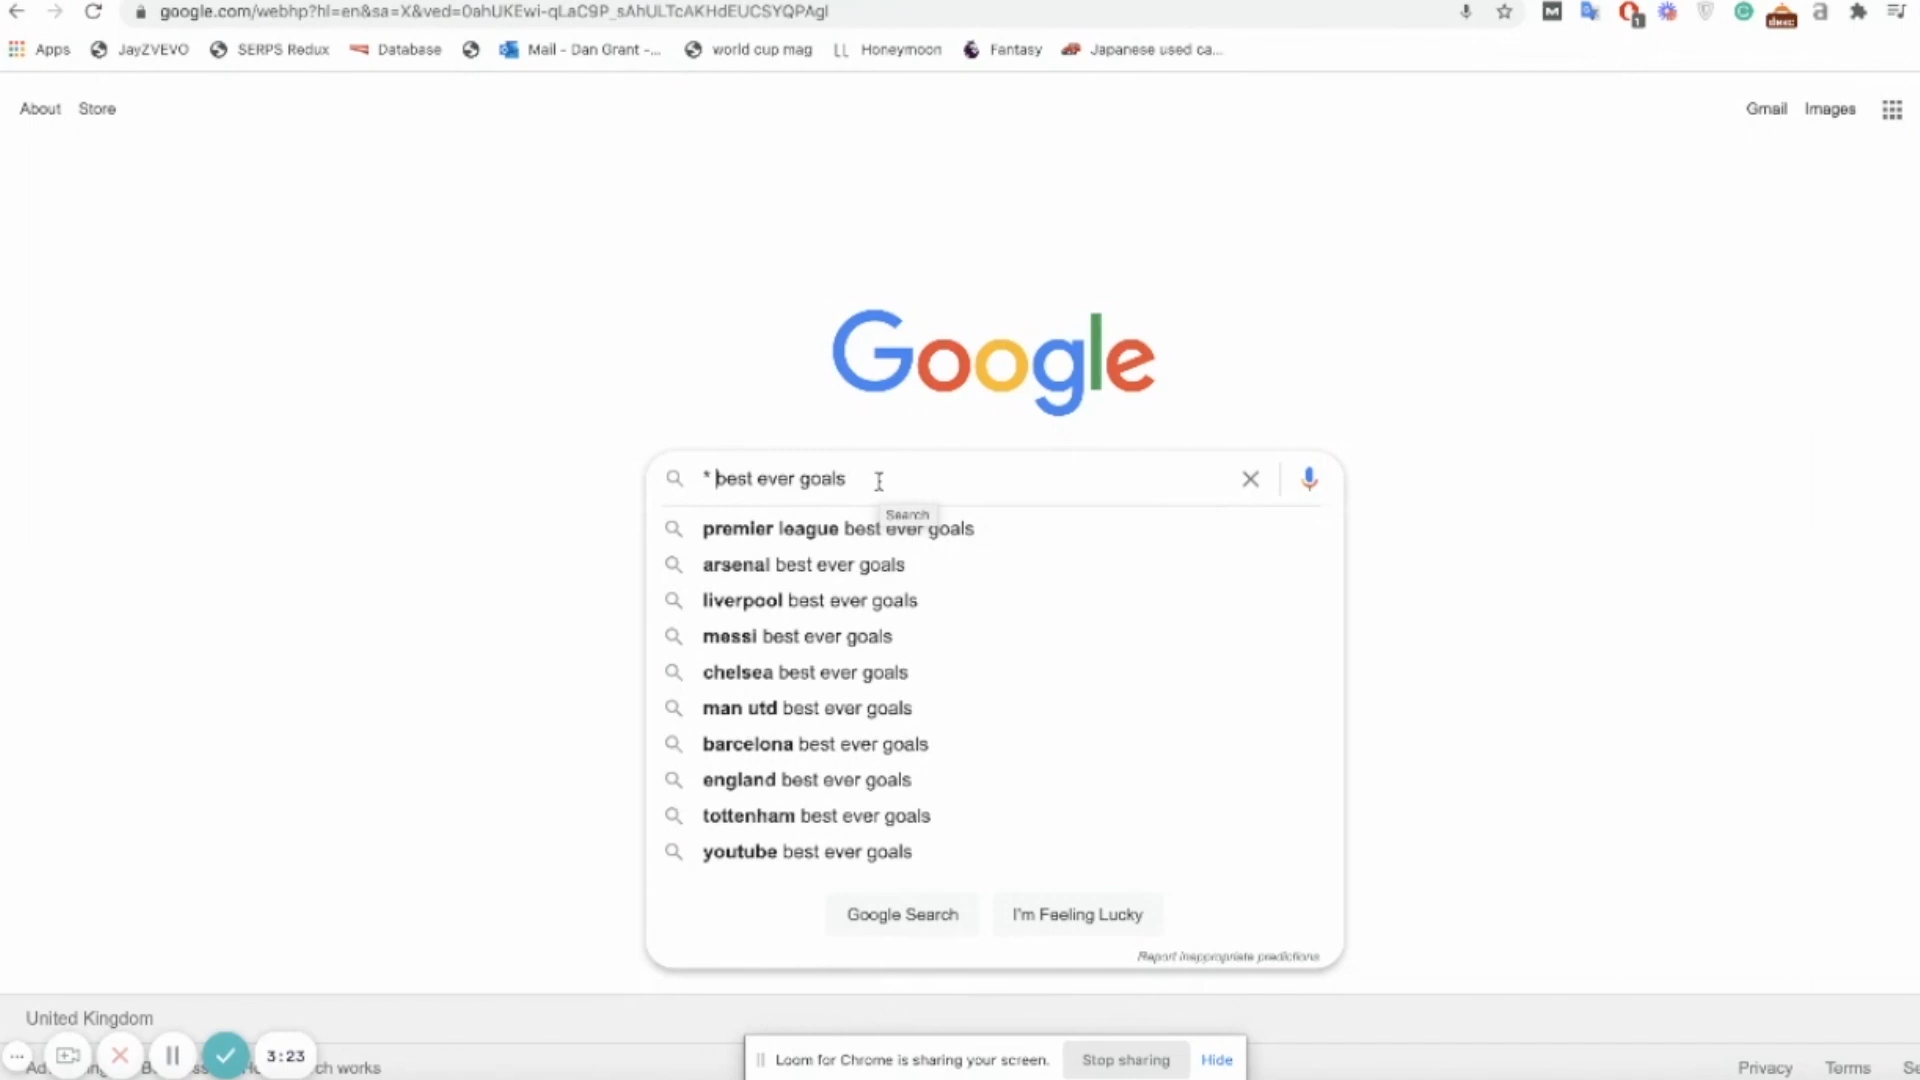 google.com/webhp?hl=en&sa=X&ved=0ahUKEwi-qLaC9P_sAhULTcAKHdEUCSYQPAgI
Apps JayZVEVO SERPS Redux Database Mail - Dan Grant -... world cup mag Honeymoon Fantasy Japanese used ca...
About Store Gmail Images
Google
* best ever goals
Search
premier league best ever goals
arsenal best ever goals
liverpool best ever goals
messi best ever goals
chelsea best ever goals
man utd best ever goals
barcelona best ever goals
england best ever goals
tottenham best ever goals
youtube best ever goals
Google Search I'm Feeling Lucky
Report inappropriate predictions
United Kingdom
3:23
ch works
Loom for Chrome is sharing your screen. Stop sharing Hide
Privacy Terms